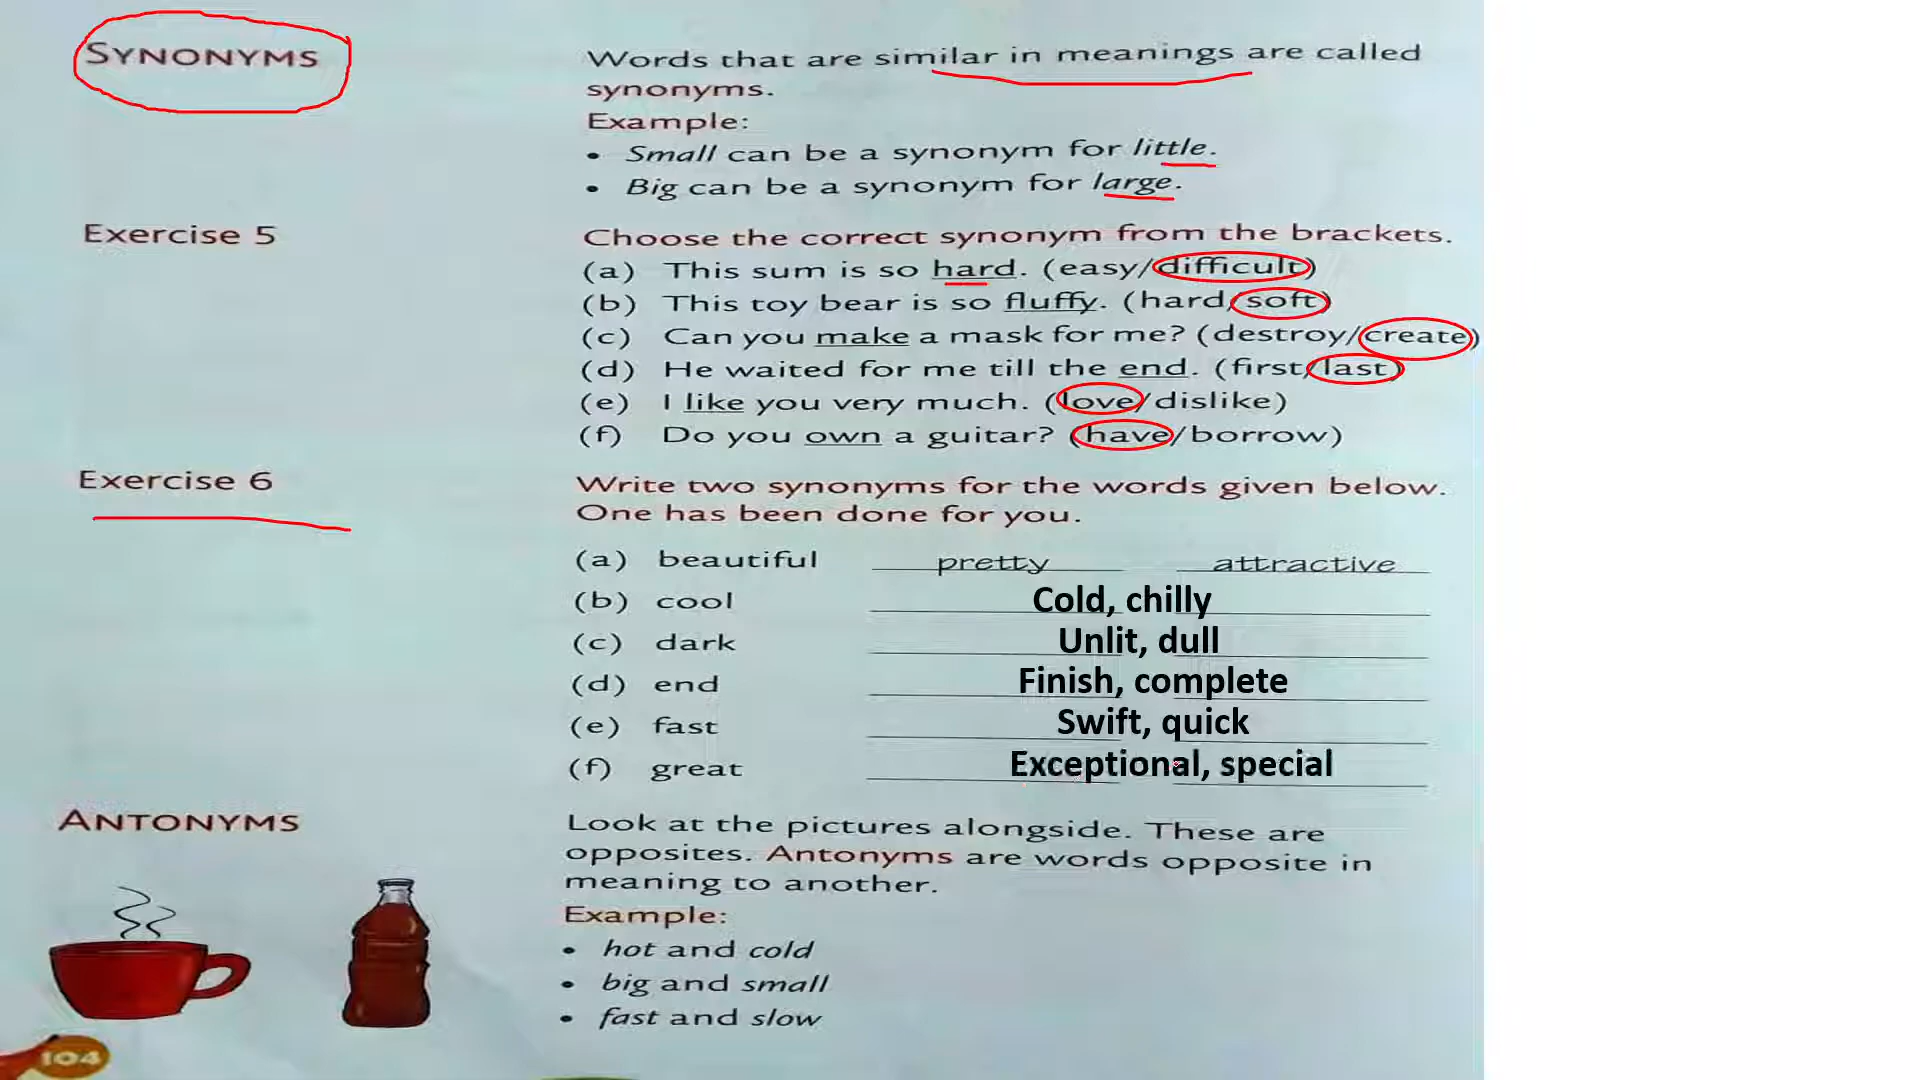 SYNONYMS
Words that are similar in meanings are called
synonyms.
Example:
• Small can be a synonym for little.
• Big can be a synonym for large.
Exercise 5
Choose the correct synonym from the brackets.
(a) This sum is so hard. (easy/difficult)
(b) This toy bear is so fluffy. (hard/soft)
(c) Can you make a mask for me? (destroy/create)
(d) He waited for me till the end. (first/last)
(e) I like you very much. (love/dislike)
(f) Do you own a guitar? (have/borrow)
Exercise 6
Write two synonyms for the words given below.
One has been done for you.
(a) beautiful pretty attractive
(b) cool Cold, chilly
(c) dark Unlit, dull
(d) end Finish, complete
(e) fast Swift, quick
(f) great Exceptional, special
ANTONYMS
Look at the pictures alongside. These are
opposites. Antonyms are words opposite in
meaning to another.
Example:
• hot and cold
• big and small
• fast and slow
104